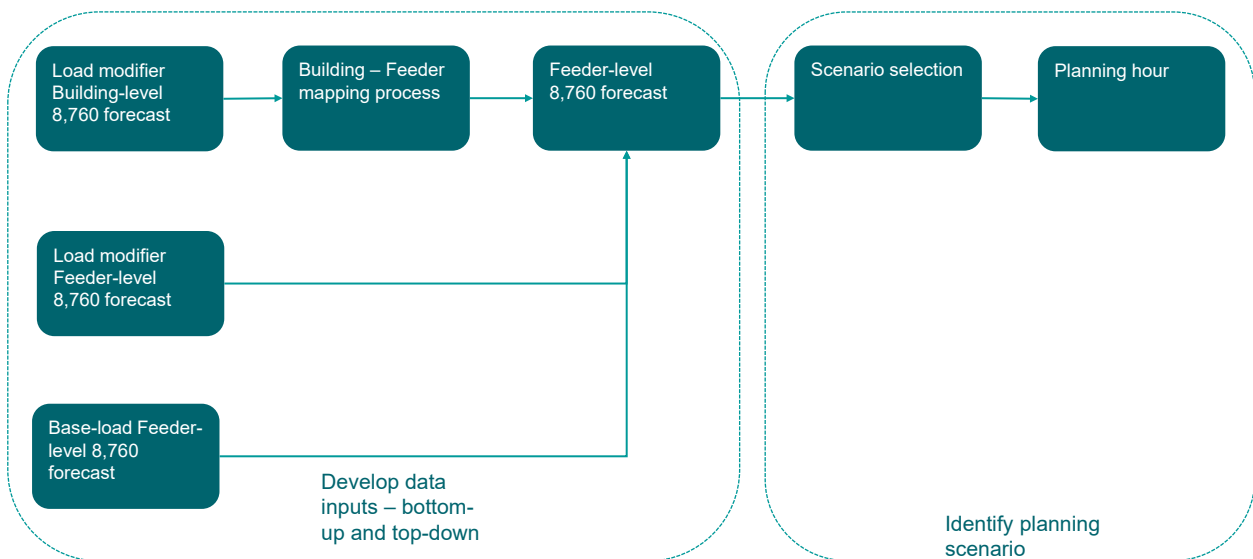 Load modifier
Building-level
8,760 forecast
Building – Feeder
mapping process
Feeder-level
8,760 forecast
Scenario selection
Planning hour
Load modifier
Feeder-level
8,760 forecast
Base-load Feeder-
level 8,760
forecast
Develop data
inputs – bottom-
up and top-down
Identify planning
scenario